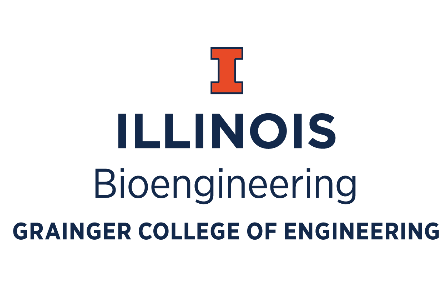 I
ILLINOIS
Bioengineering
GRAINGER COLLEGE OF ENGINEERING